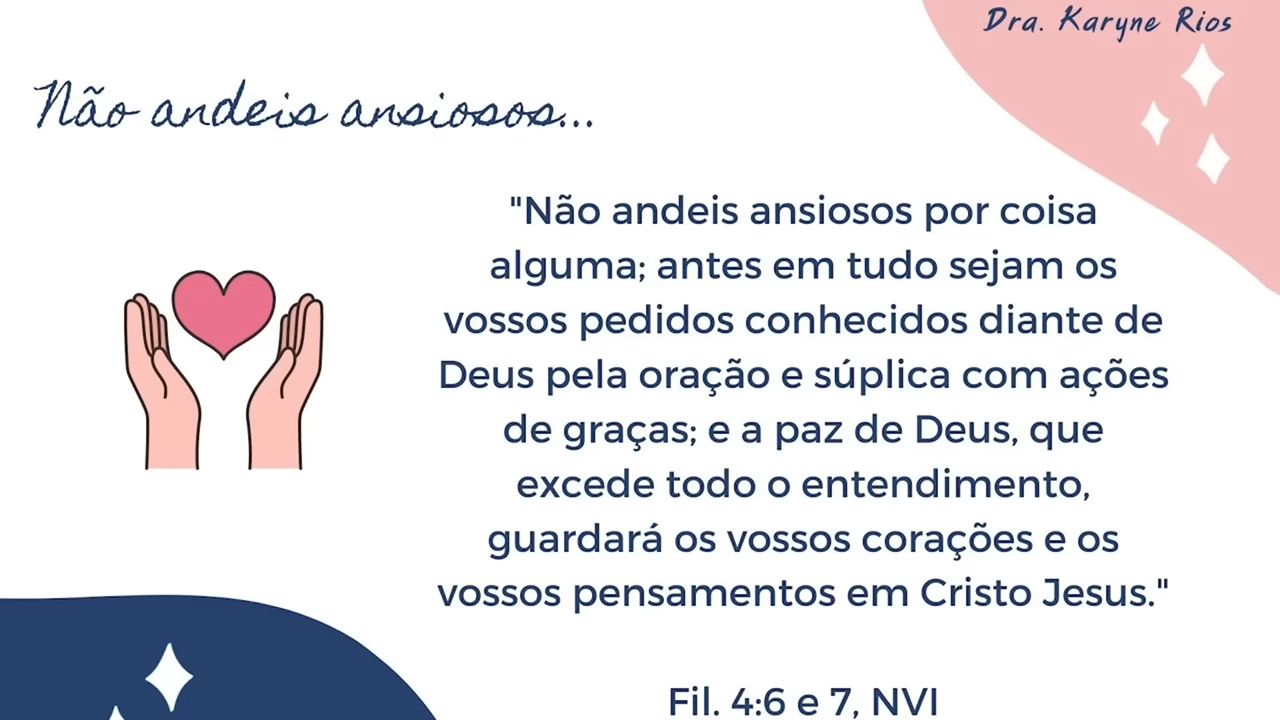 Dra. Karyne Rios
Não andeis ansiosos...
"Não andeis ansiosos por coisa
alguma; antes em tudo sejam os
vossos pedidos conhecidos diante de
Deus pela oração e súplica com ações
de graças; e a paz de Deus, que
excede todo o entendimento,
guardará os vossos corações e os
vossos pensamentos em Cristo Jesus."
Fil. 4:6 e 7, NVI